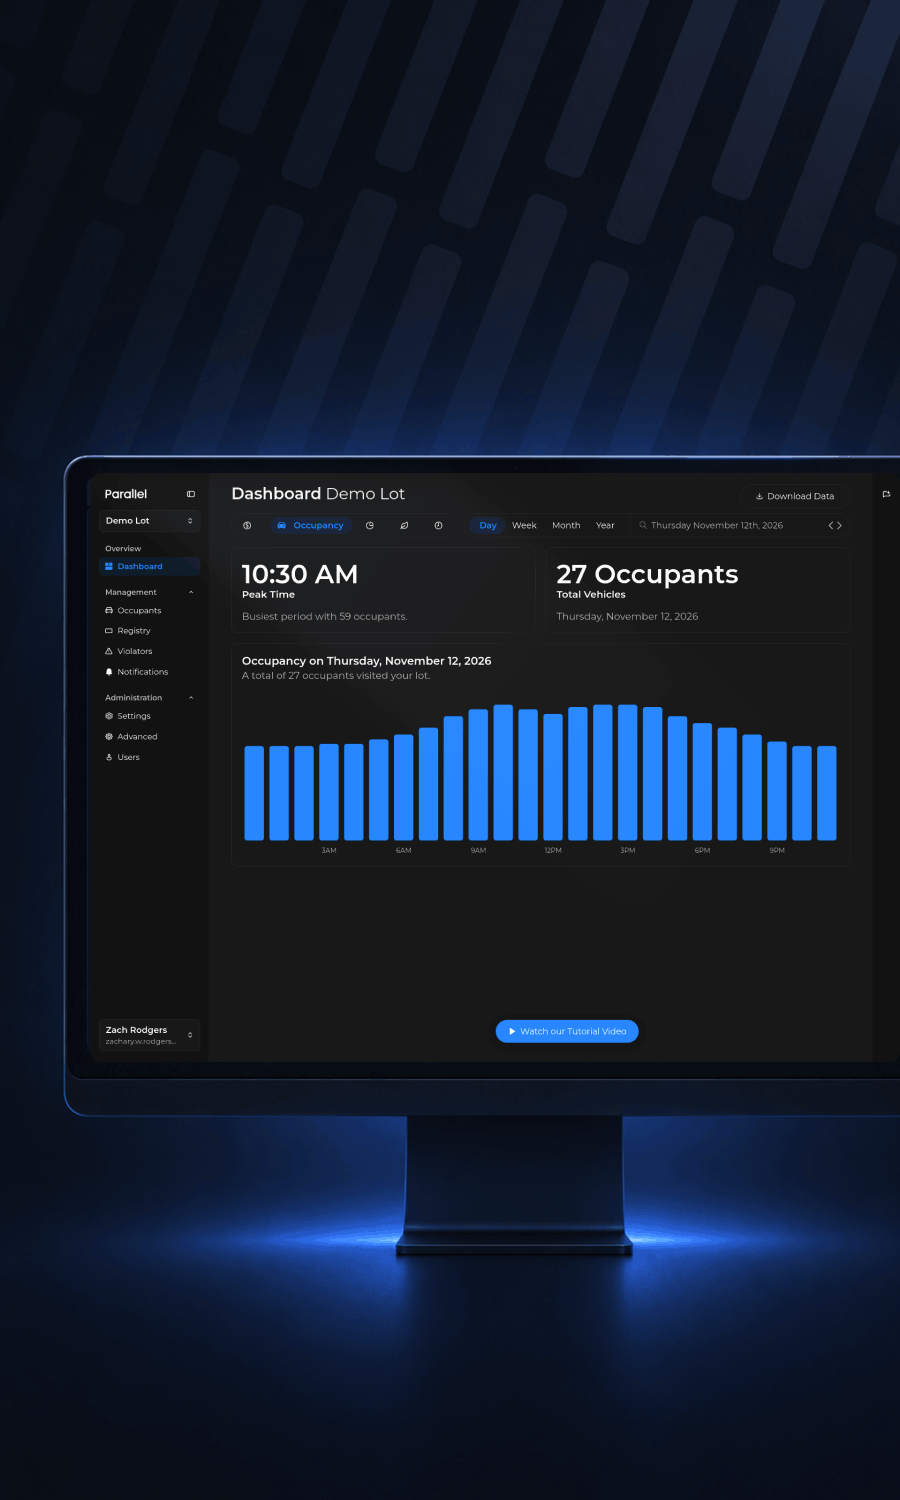 Parallel
Demo Lot
Overview
Dashboard
Management
Occupants
Registry
Violators
Notifications
Administration
Settings
Advanced
Users
Zach Rodgers
zachary.w.rodgers...
Dashboard Demo Lot
Download Data
Occupancy
Day Week Month Year
Thursday November 12th, 2026
10:30 AM
Peak Time
Busiest period with 59 occupants.
27 Occupants
Total Vehicles
Thursday, November 12, 2026
Occupancy on Thursday, November 12, 2026
A total of 27 occupants visited your lot.
3AM 6AM 9AM 12PM 3PM 6PM 9PM
Watch our Tutorial Video